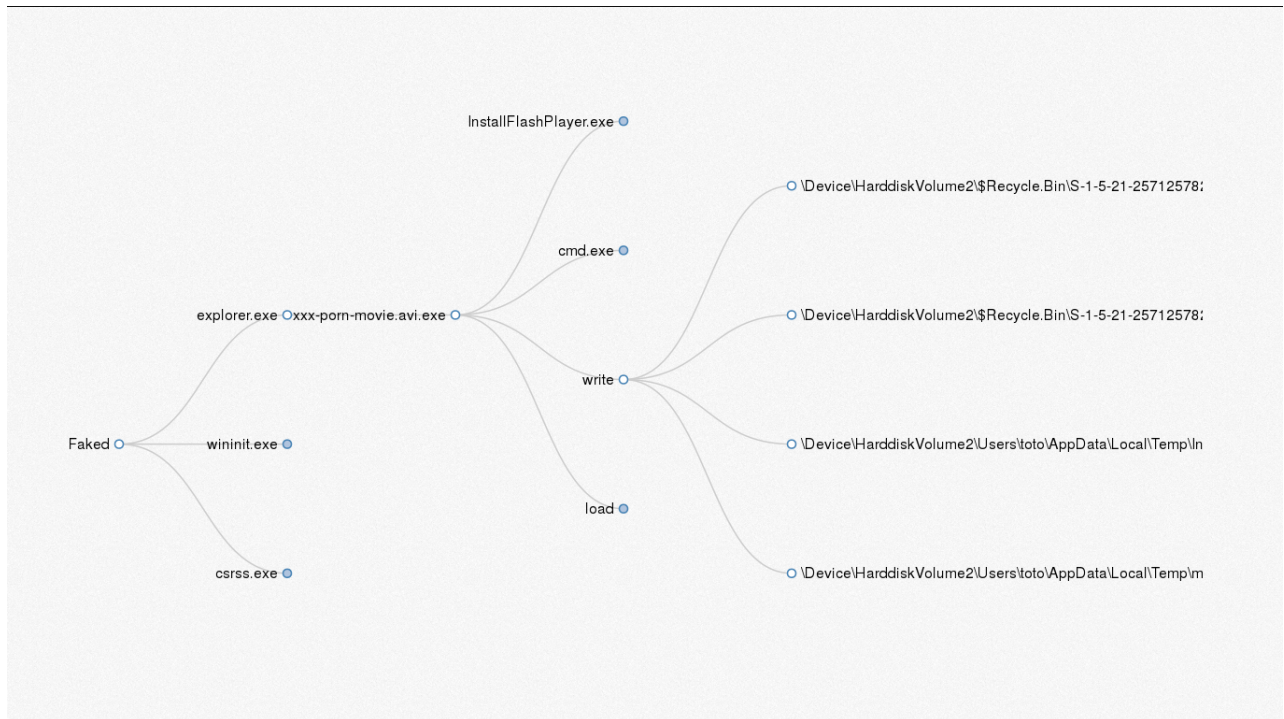 InstallFlashPlayer.exe
\Device\HarddiskVolume2\$Recycle.Bin\S-1-5-21-257125782
cmd.exe
explorer.exe
xxx-porn-movie.avi.exe
\Device\HarddiskVolume2\$Recycle.Bin\S-1-5-21-257125782
write
Faked
wininit.exe
\Device\HarddiskVolume2\Users\toto\AppData\Local\Temp\In
load
csrss.exe
\Device\HarddiskVolume2\Users\toto\AppData\Local\Temp\m